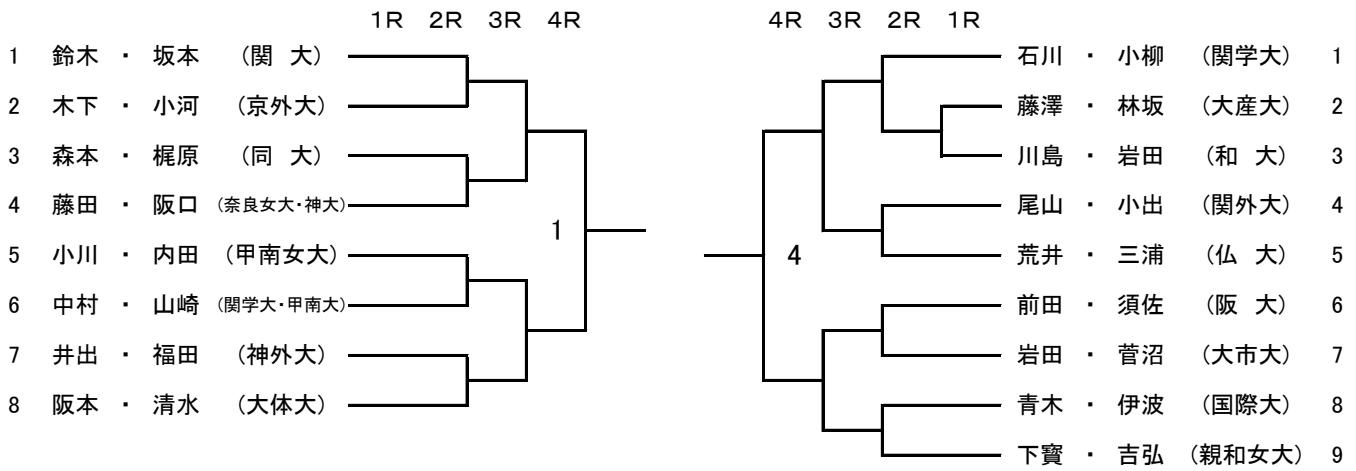 1R 2R 3R 4R
1 鈴木 ・ 坂本 (関 大)
2 木下 ・ 小河 (京外大)
3 森本 ・ 梶原 (同 大)
4 藤田 ・ 阪口 (奈良女大・神大)
5 小川 ・ 内田 (甲南女大)
6 中村 ・ 山崎 (関学大・甲南大)
7 井出 ・ 福田 (神外大)
8 阪本 ・ 清水 (大体大)
1
4R 3R 2R 1R
石川 ・ 小柳 (関学大) 1
藤澤 ・ 林坂 (大産大) 2
川島 ・ 岩田 (和 大) 3
尾山 ・ 小出 (関外大) 4
荒井 ・ 三浦 (仏 大) 5
前田 ・ 須佐 (阪 大) 6
岩田 ・ 菅沼 (大市大) 7
青木 ・ 伊波 (国際大) 8
下寳 ・ 吉弘 (親和女大) 9
4